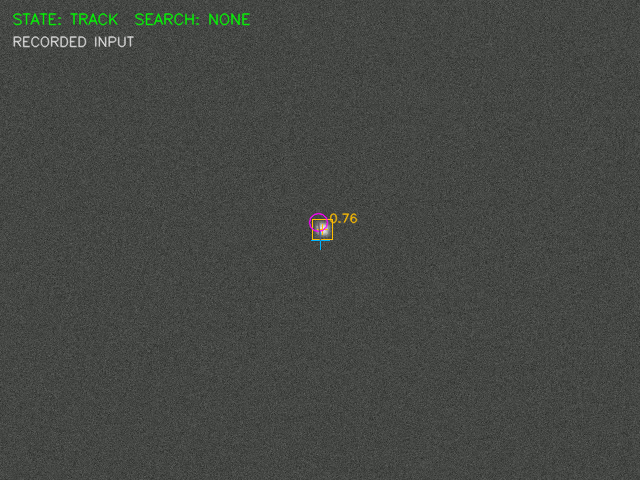 STATE: TRACK  SEARCH: NONE
RECORDED INPUT
0.76